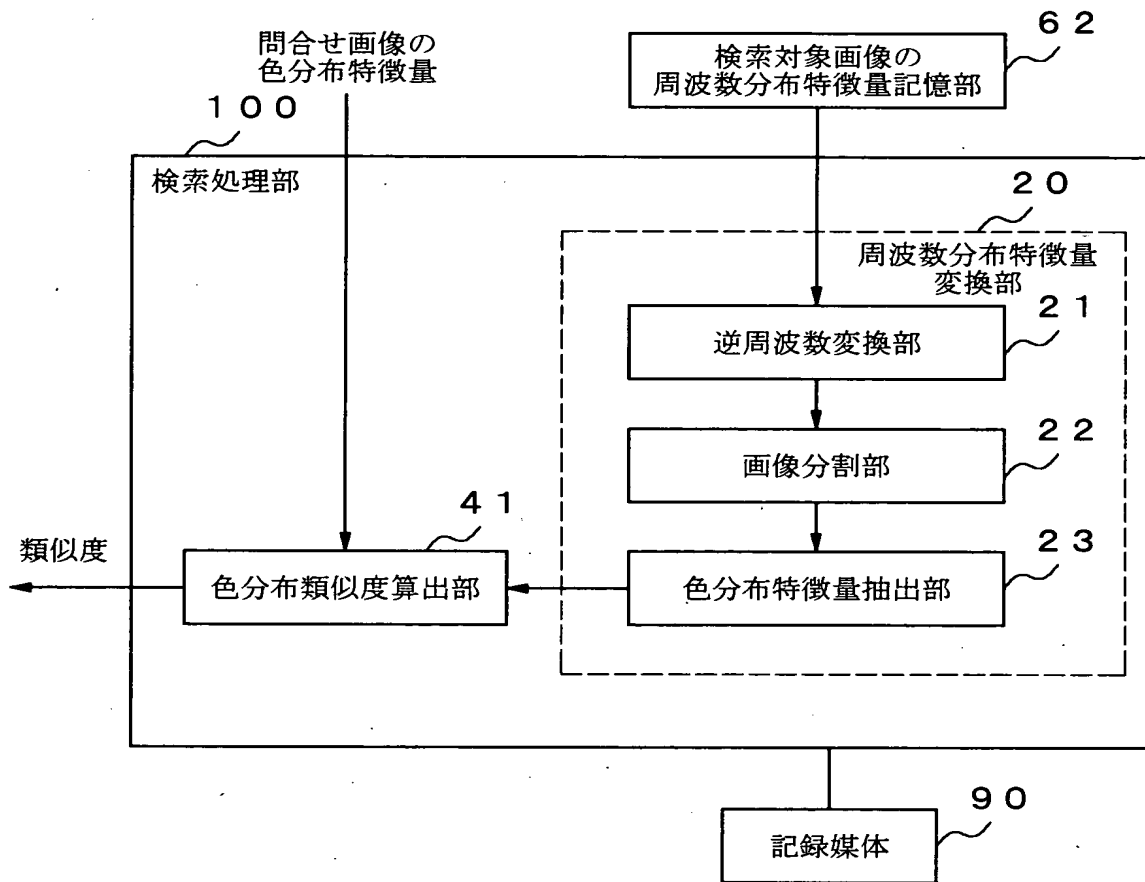 問合せ画像の
色分布特徴量
６２
検索対象画像の
周波数分布特徴量記憶部
１００
検索処理部
２０
周波数分布特徴量
変換部
２１
逆周波数変換部
２２
画像分割部
４１
２３
類似度
色分布類似度算出部
色分布特徴量抽出部
９０
記録媒体